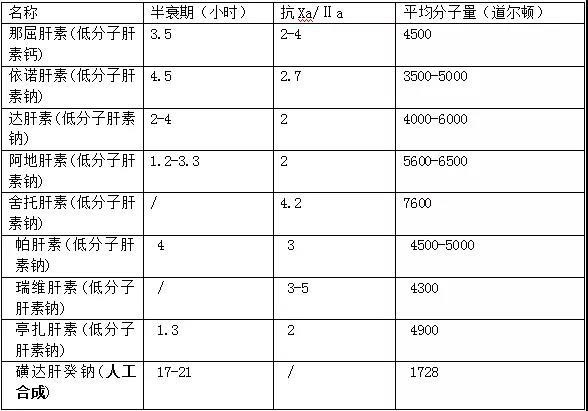 名称 半衰期(小时) 抗Xa/Ⅱa 平均分子量(道尔顿)
那屈肝素(低分子肝 3.5 2-4 4500
素钙)
依诺肝素(低分子肝 4.5 2.7 3500-5000
素钠)
达肝素(低分子肝素 2-4 2 4000-6000
钠)
阿地肝素(低分子肝 1.2-3.3 2 5600-6500
素钠)
舍托肝素(低分子肝 / 4.2 7600
素钠)
帕肝素(低分子肝 4 3 4500-5000
素钠)
瑞维肝素(低分子 / 3-5 4300
肝素钠)
亭扎肝素(低分子 1.3 2 4900
肝素钠)
磺达肝癸钠(人工 17-21 / 1728
合成)